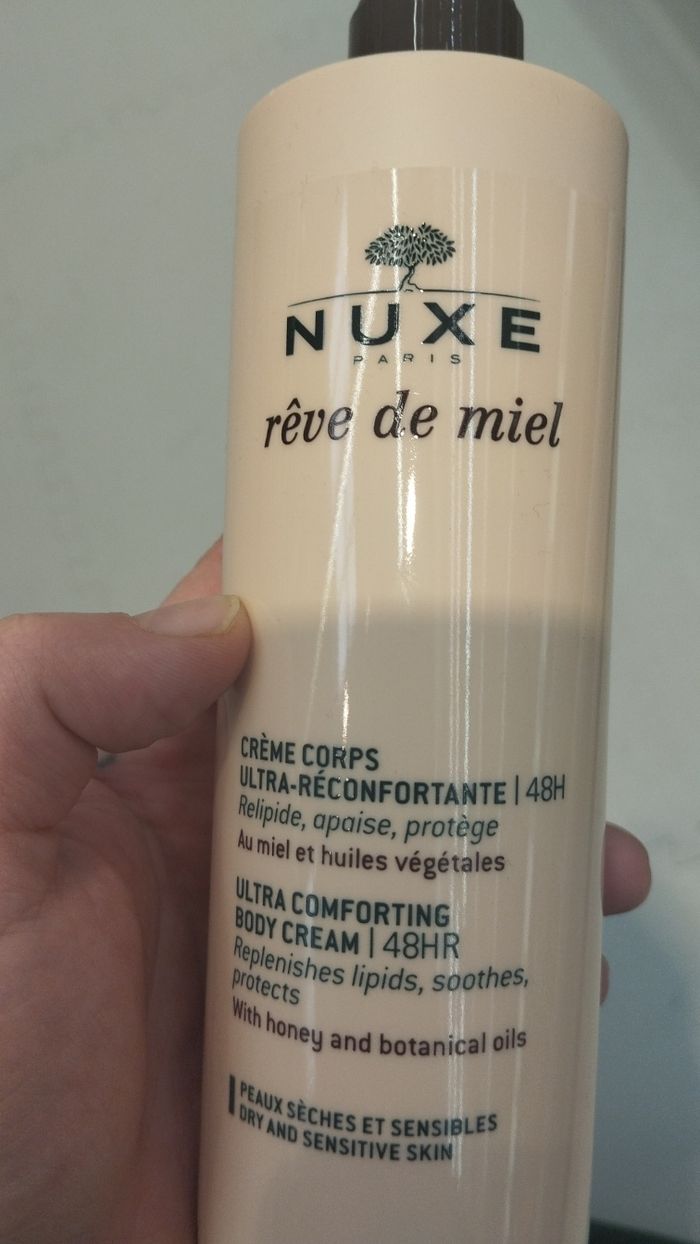 NUXE
PARIS
rêve de miel
CRÈME CORPS
ULTRA-RÉCONFORTANTE | 48H
Relipide, apaise, protège
Au miel et huiles végétales
ULTRA COMFORTING
BODY CREAM | 48HR
Replenishes lipids, soothes,
protects
With honey and botanical oils
PEAUX SÈCHES ET SENSIBLES
DRY AND SENSITIVE SKIN